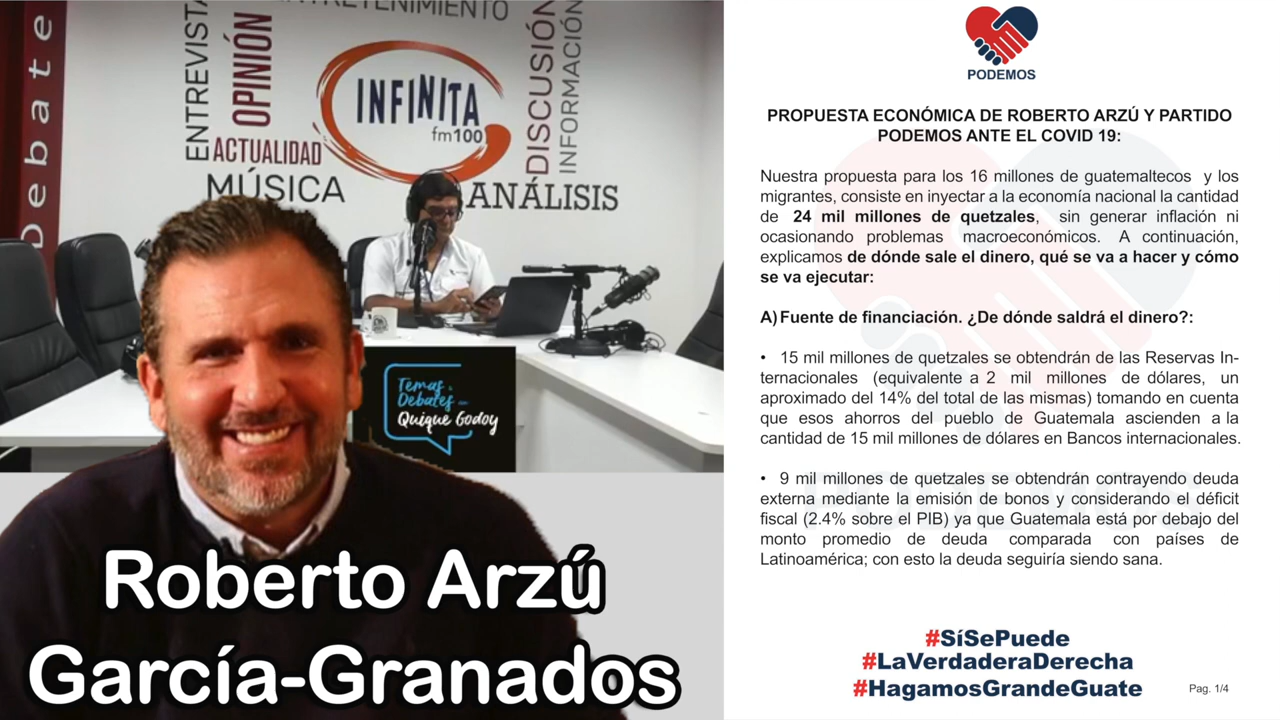 Debate
ENTRETENIMIENTO
ENTREVISTA
OPINIÓN
ACTUALIDAD
MÚSICA
INFINITA
fm100
DISCUSIÓN
INFORMACIÓN
ANÁLISIS
Temas &
Debates con
Quique Godoy
Roberto Arzú
García-Granados
PODEMOS
PROPUESTA ECONÓMICA DE ROBERTO ARZÚ Y PARTIDO
PODEMOS ANTE EL COVID 19:
Nuestra propuesta para los 16 millones de guatemaltecos y los
migrantes, consiste en inyectar a la economía nacional la cantidad
de 24 mil millones de quetzales, sin generar inflación ni
ocasionando problemas macroeconómicos. A continuación,
explicamos de dónde sale el dinero, qué se va a hacer y cómo
se va ejecutar:
A) Fuente de financiación. ¿De dónde saldrá el dinero?:
• 15 mil millones de quetzales se obtendrán de las Reservas In-
ternacionales (equivalente a 2 mil millones de dólares, un
aproximado del 14% del total de las mismas) tomando en cuenta
que esos ahorros del pueblo de Guatemala ascienden a la
cantidad de 15 mil millones de dólares en Bancos internacionales.
• 9 mil millones de quetzales se obtendrán contrayendo deuda
externa mediante la emisión de bonos y considerando el déficit
fiscal (2.4% sobre el PIB) ya que Guatemala está por debajo del
monto promedio de deuda comparada con países de
Latinoamérica; con esto la deuda seguiría siendo sana.
#SíSePuede
#LaVerdaderaDerecha
#HagamosGrandeGuate
Pag. 1/4